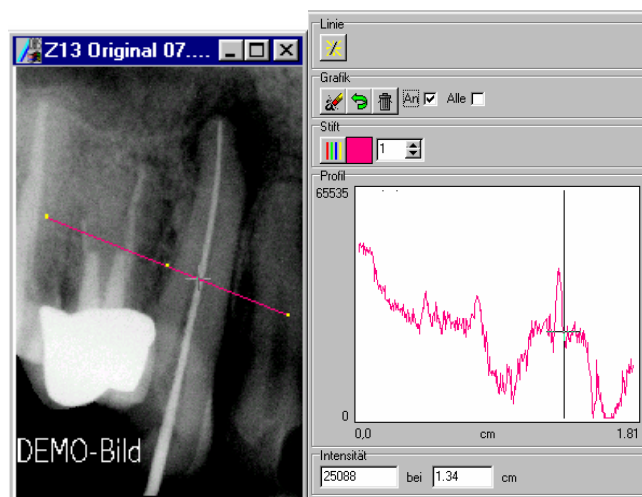 Z13 Original 07....
DEMO-Bild
Linie
Grafik
An
Alle
Stift
1
Profil
65535
0
0,0
cm
1.81
Intensität
25088
bei
1.34
cm